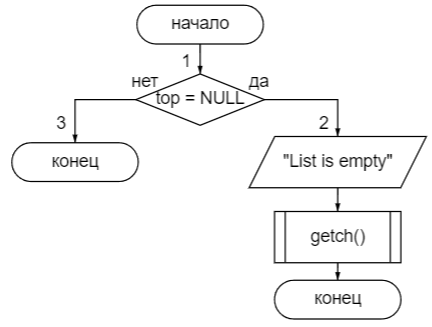 начало
1
нет
top = NULL
да
3
2
конец
"List is empty"
getch()
конец